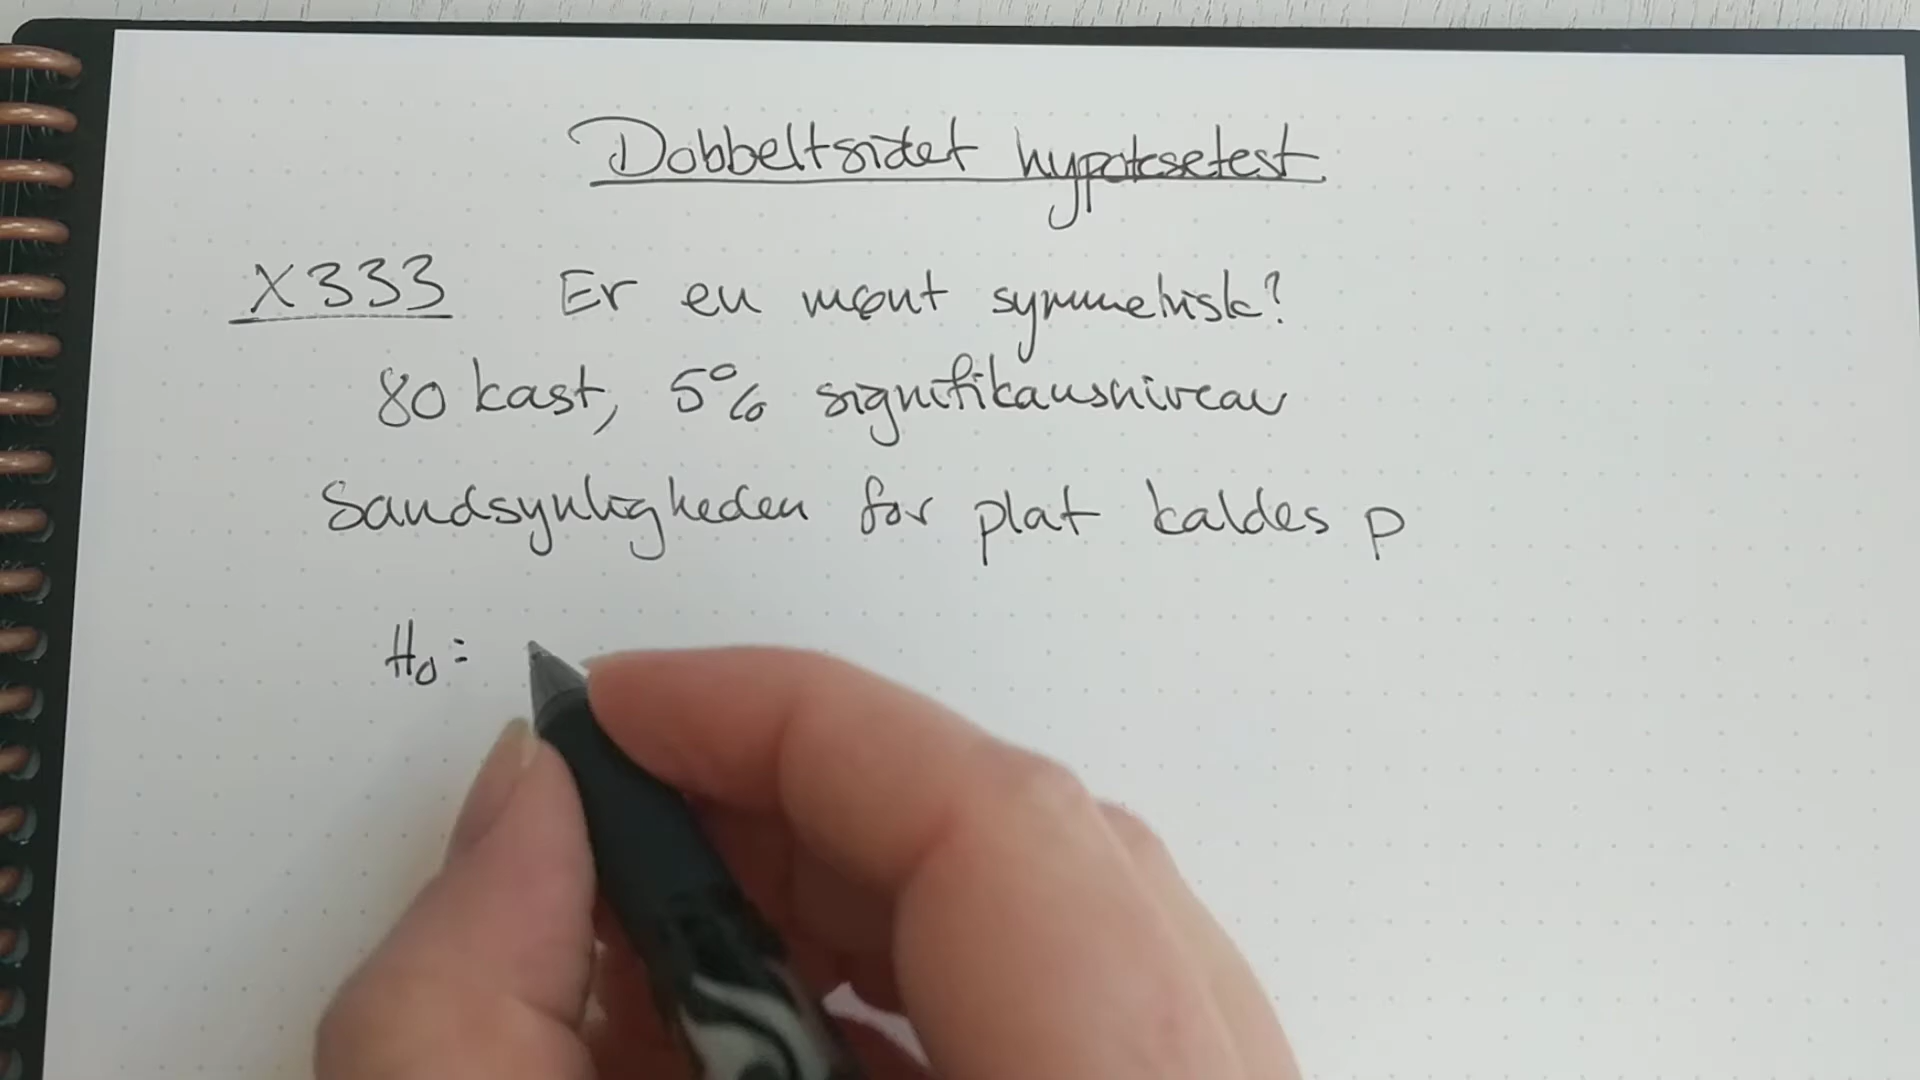 Dobbeltsidet hypotesetest
X333 Er en mønt symmetrisk?
80 kast, 5% signifikansniveau
Sandsynligheden for plat kaldes p
H₀: